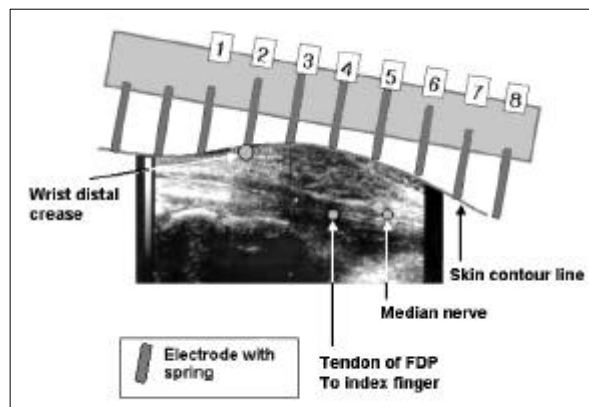 1 2 3 4 5 6 7 8
Wrist distal
crease
Skin contour line
Median nerve
Tendon of FDP
To index finger
Electrode with
spring